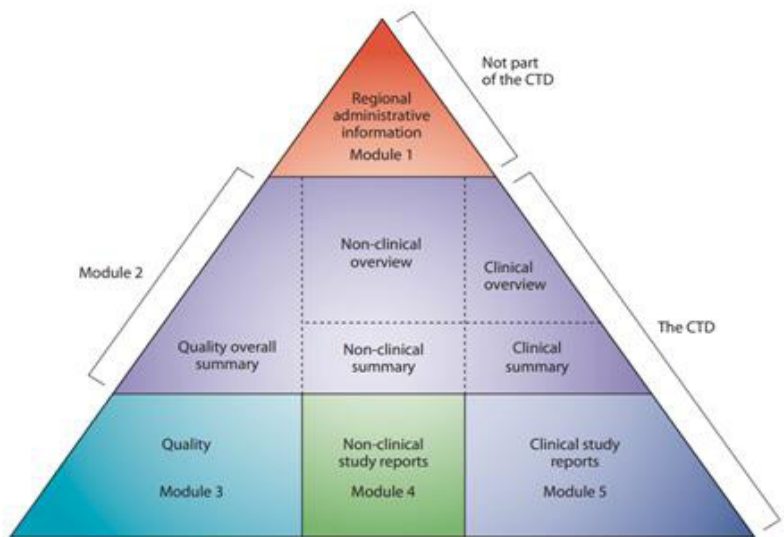 Not part
of the CTD
Regional
administrative
information
Module 1
Module 2
Non-clinical
overview
Clinical
overview
The CTD
Quality overall
summary
Non-clinical
summary
Clinical
summary
Quality
Module 3
Non-clinical
study reports
Module 4
Clinical study
reports
Module 5